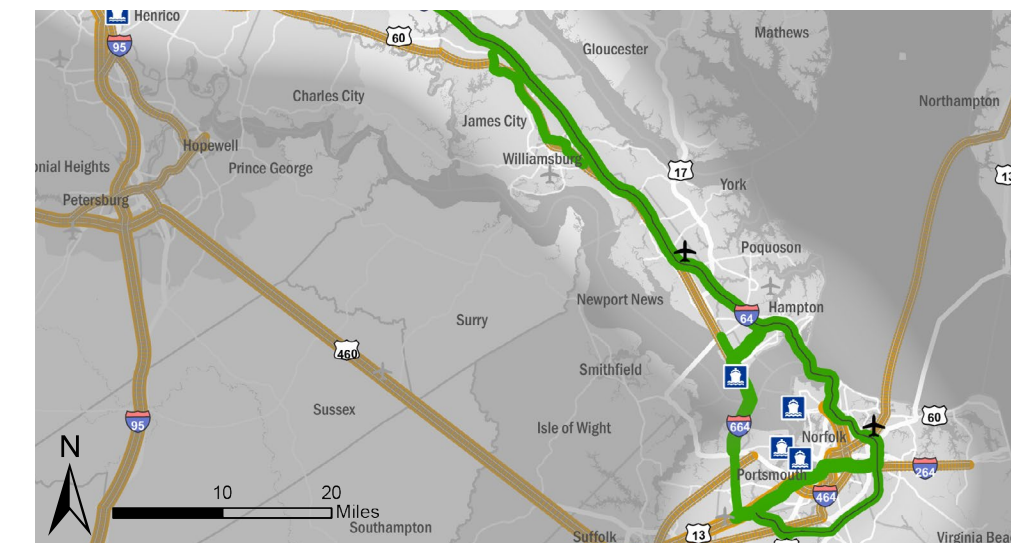 Henrico
95
60
Gloucester
Mathews
Charles City
Northampton
James City
Hopewell
Williamsburg
onial Heights
Prince George
17
13
York
Petersburg
Poquoson
Newport News
Hampton
64
Surry
460
Smithfield
Sussex
95
664
60
Isle of Wight
Norfolk
N
Portsmouth
264
464
10
20
Miles
Southampton
13
Suffolk
Virginia Bea